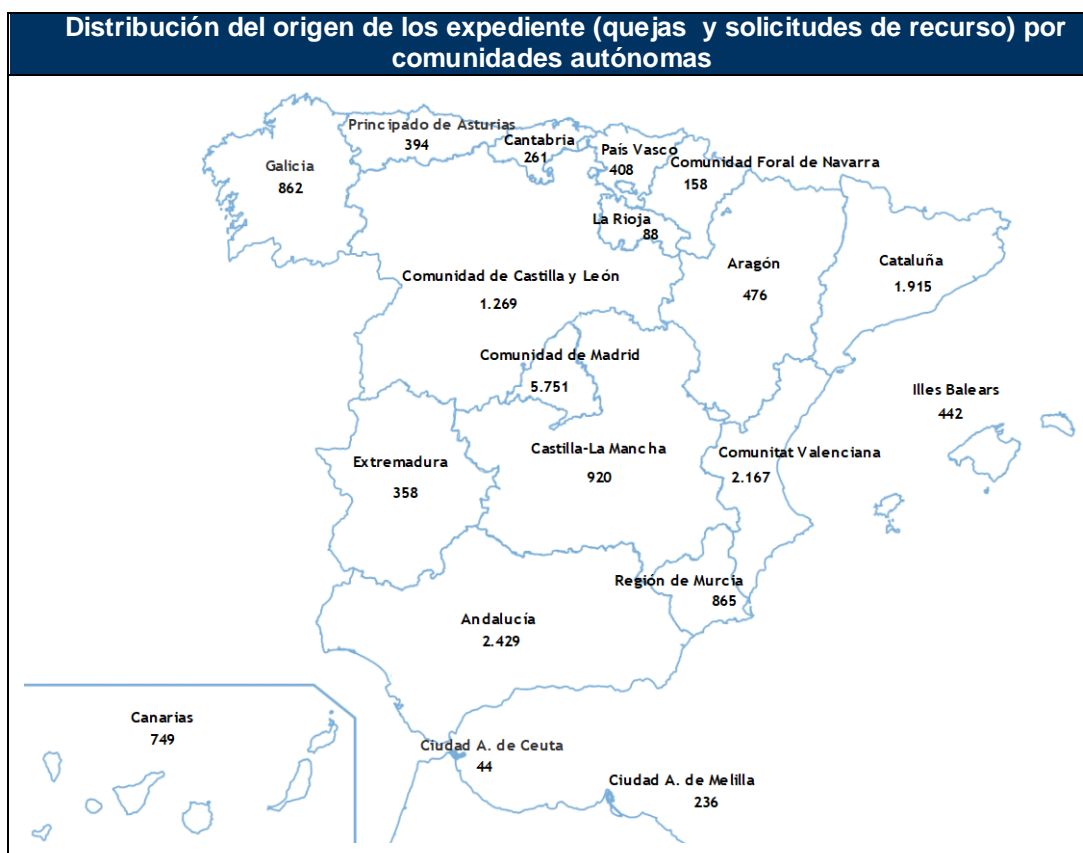 Distribución del origen de los expediente (quejas y solicitudes de recurso) por
comunidades autónomas
Principado de Asturias
394
Cantabria
261
País Vasco
408
Comunidad Foral de Navarra
158
Galicia
862
La Rioja
88
Aragón
476
Cataluña
1.915
Comunidad de Castilla y León
1.269
Comunidad de Madrid
5.751
Illes Balears
442
Extremadura
358
Castilla-La Mancha
920
Comunitat Valenciana
2.167
Región de Murcia
865
Andalucía
2.429
Canarias
749
Ciudad A. de Ceuta
44
Ciudad A. de Melilla
236